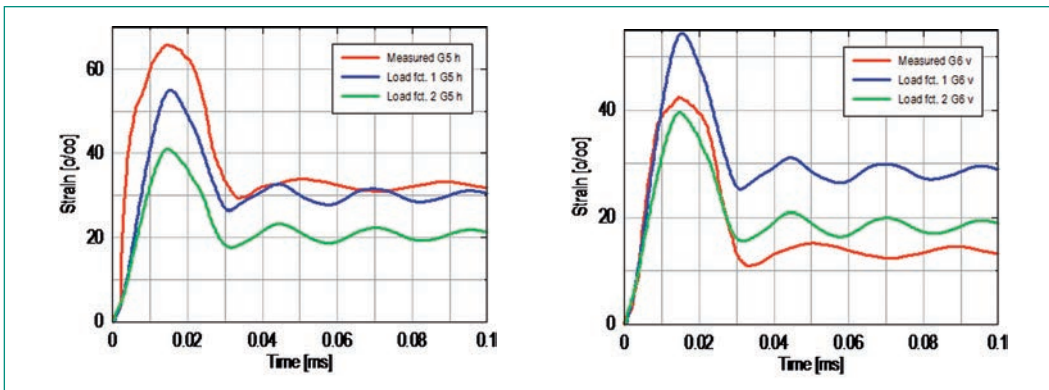 Measured G5 h
Load fct. 1 G5 h
Load fct. 2 G5 h
Strain [o/oo]
60
40
20
0
0 0.02 0.04 0.06 0.08 0.1
Time [ms]
Measured G6 v
Load fct. 1 G6 v
Load fct. 2 G6 v
Strain [o/oo]
40
20
0
0 0.02 0.04 0.06 0.08 0.1
Time [ms]